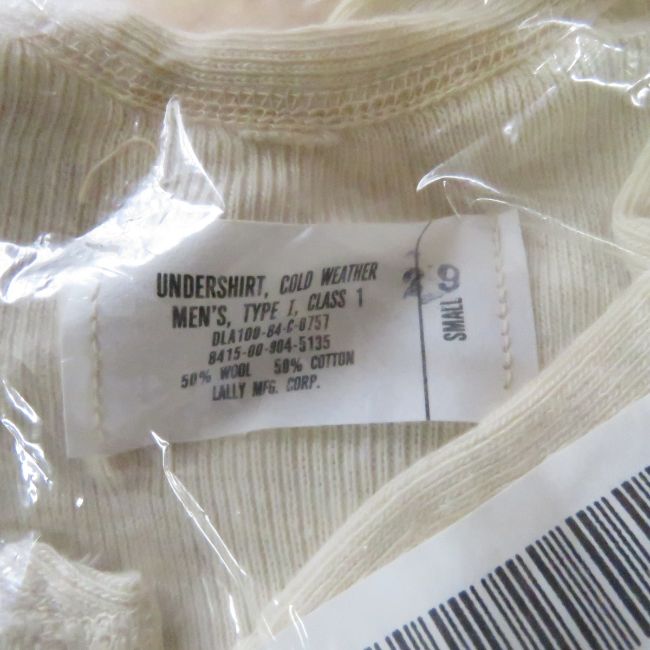 UNDERSHIRT, COLD WEATHER
MEN'S, TYPE I, CLASS 1
DLA100-84-C-0757
8415-00-904-5135
50% WOOL 50% COTTON
LALLY MFG. CORP.
SMALL